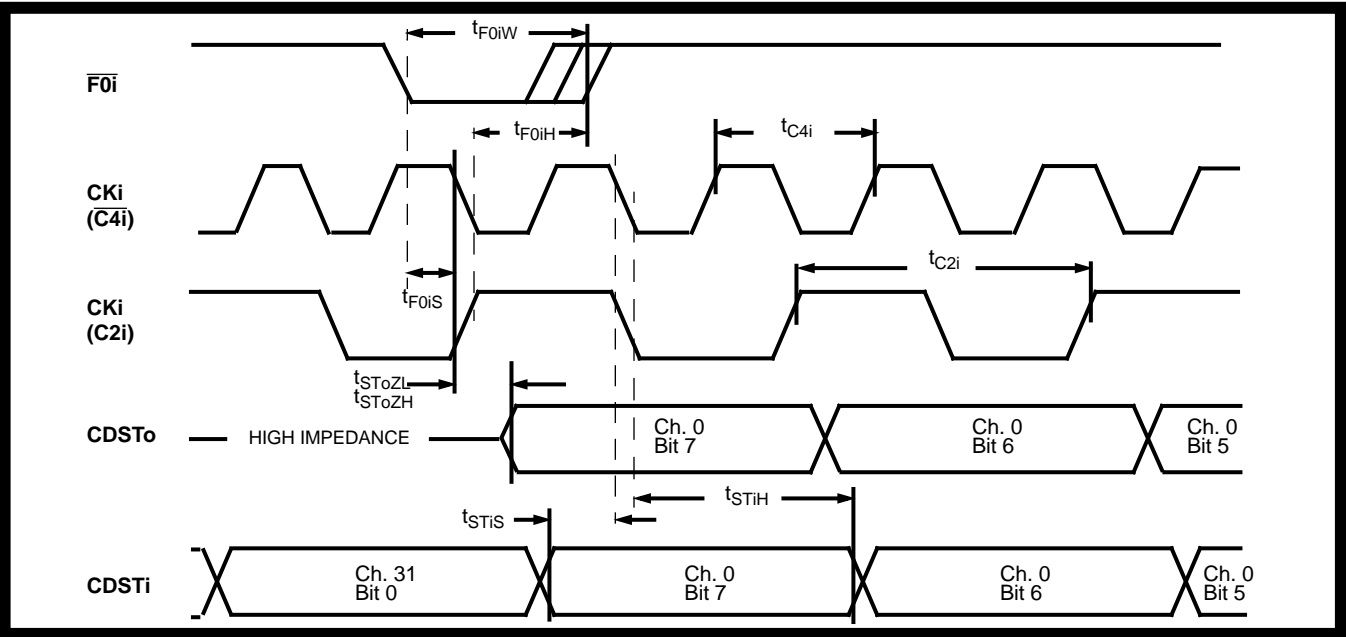 tF0iW
F0i
tF0iH
tC4i
CKi
(C4i)
tC2i
tF0iS
CKi
(C2i)
tSToZL
tSToZH
CDSTo
HIGH IMPEDANCE
Ch. 0
Bit 7
Ch. 0
Bit 6
Ch. 0
Bit 5
tSTiH
tSTiS
CDSTi
Ch. 31
Bit 0
Ch. 0
Bit 7
Ch. 0
Bit 6
Ch. 0
Bit 5